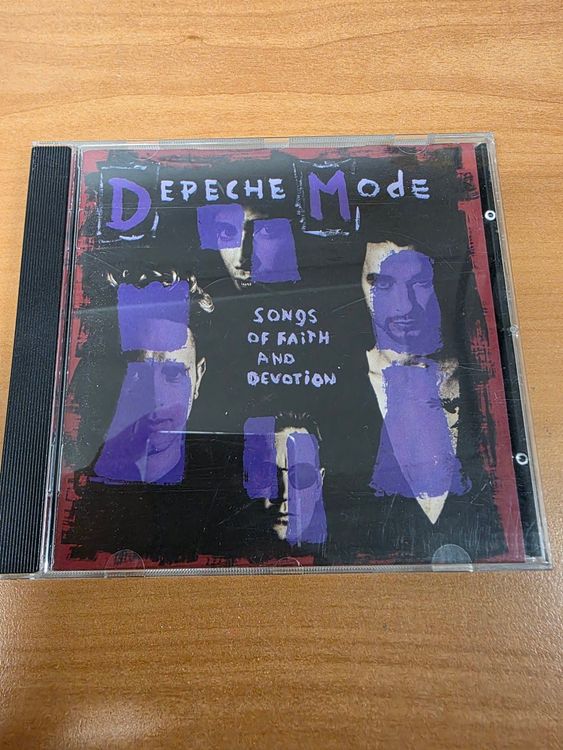 DEPECHE MODE
SONGS
OF FAITH
AND
DEVOTION